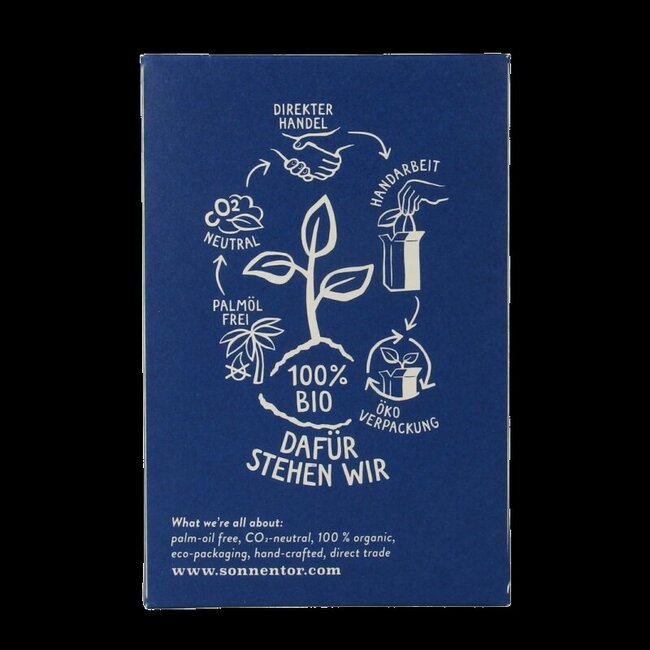 DIREKTER
HANDEL
HANDARBEIT
CO2
NEUTRAL
PALMÖL
FREI
100%
BIO
ÖKO
VERPACKUNG
DAFÜR
STEHEN WIR
What we're all about:
palm-oil free, CO₂-neutral, 100 % organic,
eco-packaging, hand-crafted, direct trade
www.sonnentor.com